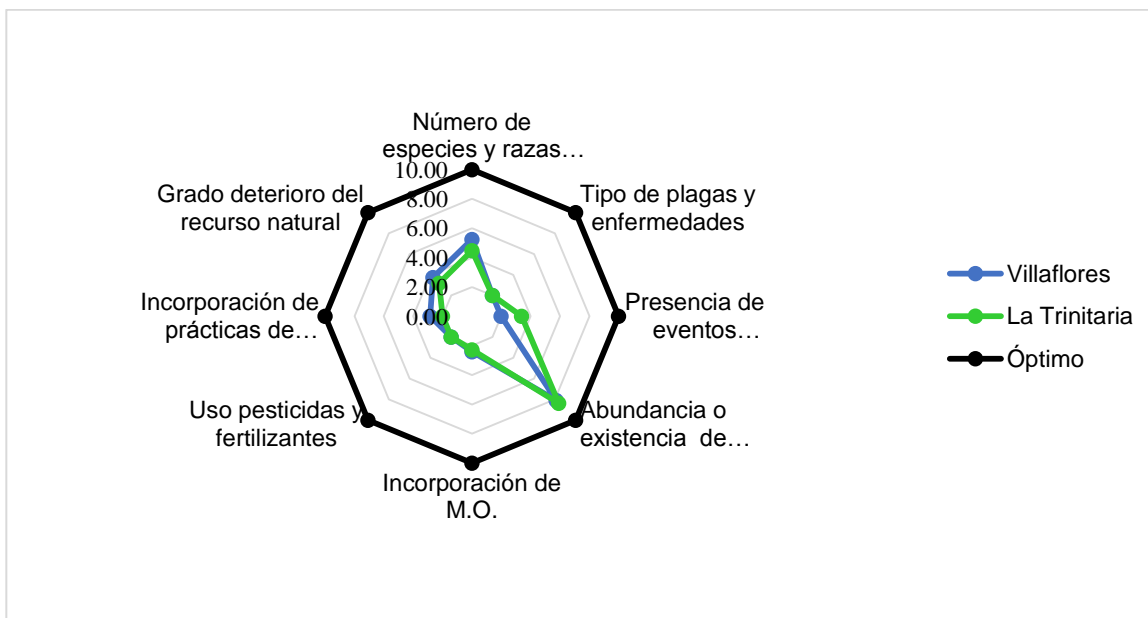 Número de
especies y razas…
10.00
8.00
6.00
4.00
2.00
0.00
Tipo de plagas y
enfermedades
Presencia de
eventos…
Abundancia o
existencia  de…
Incorporación de
M.O.
Uso pesticidas y
fertilizantes
Incorporación de
prácticas de…
Grado deterioro del
recurso natural
Villaflores
La Trinitaria
Óptimo